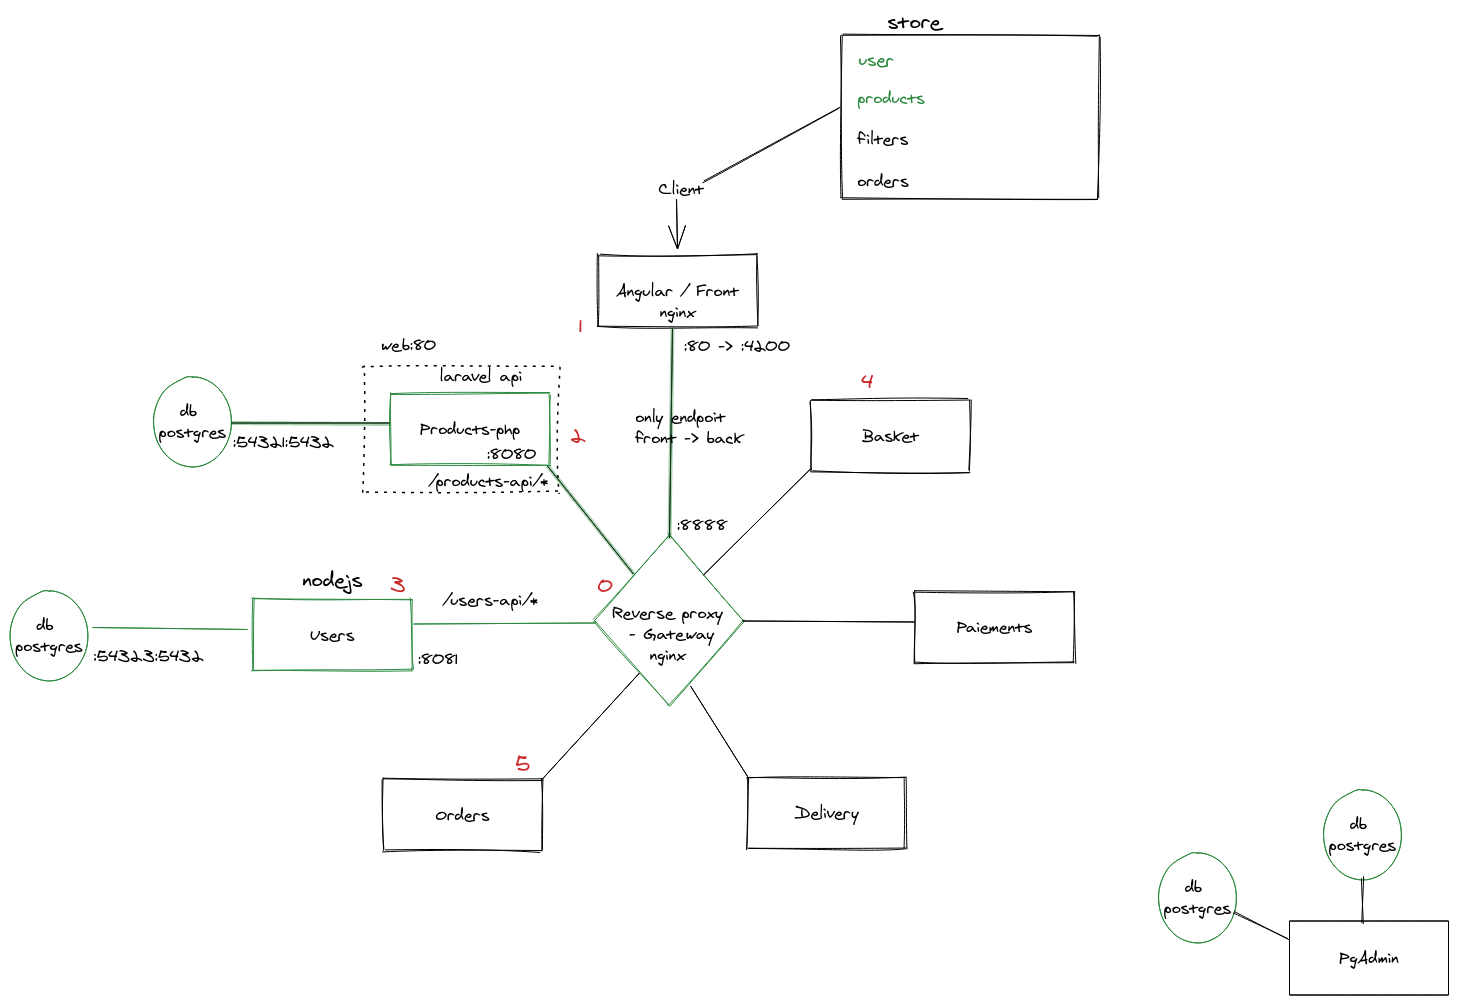 store
user
products
filters
orders
Client
Angular / Front
nginx
1
:80 -> :4200
web:80
laravel api
Products-php
:8080
/products-api/*
2
db
postgres
:54321:5432
only endpoit
front -> back
:8888
4
Basket
nodejs
3
Users
:8081
/users-api/*
db
postgres
:54323:5432
0
Reverse proxy
- Gateway
nginx
Paiements
5
Orders
Delivery
db
postgres
db
postgres
PgAdmin